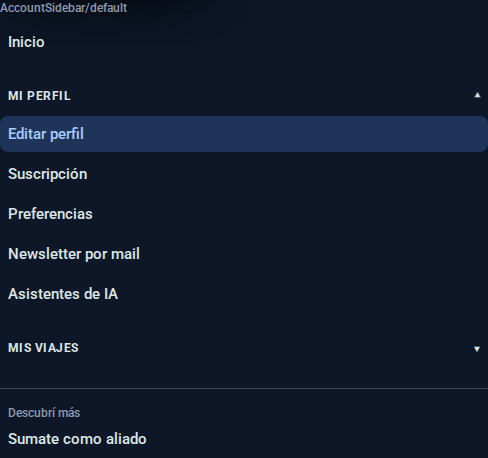 AccountSidebar/default
Inicio
MI PERFIL
Editar perfil
Suscripción
Preferencias
Newsletter por mail
Asistentes de IA
MIS VIAJES
Descubrí más
Sumate como aliado